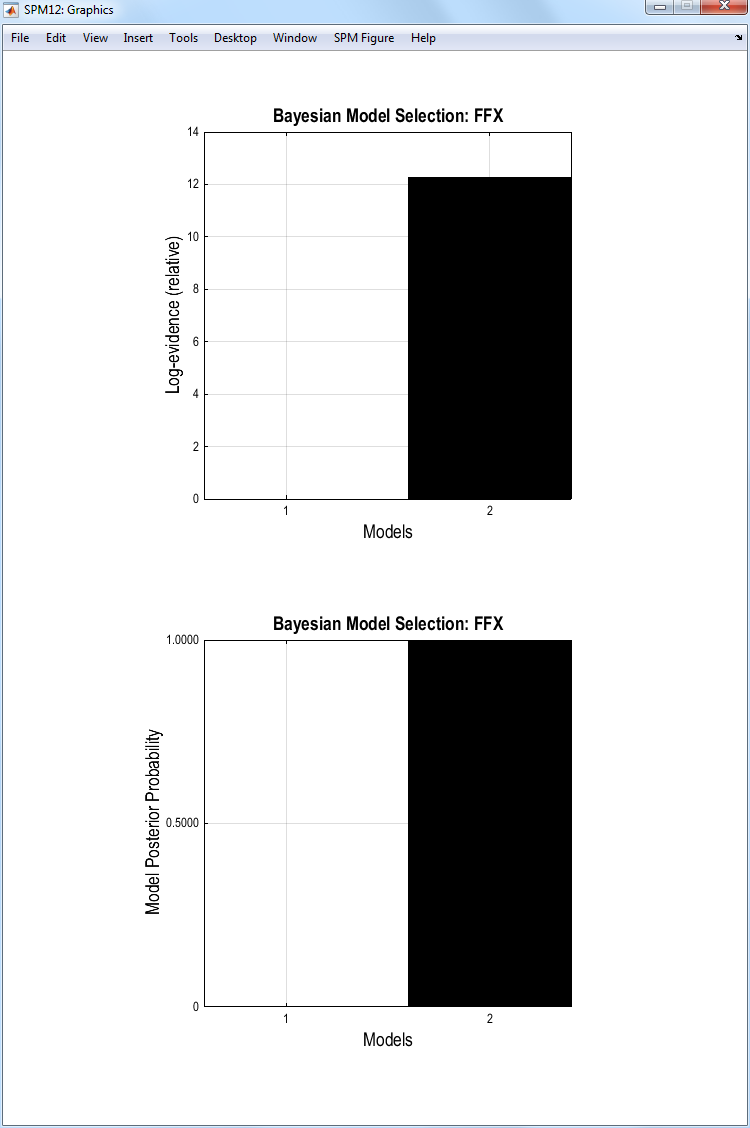 SPM12: Graphics
File Edit View Insert Tools Desktop Window SPM Figure Help
Bayesian Model Selection: FFX
14
12
10
8
6
4
2
0
Log-evidence (relative)
1 2
Models
Bayesian Model Selection: FFX
1.0000
0.5000
0
Model Posterior Probability
1 2
Models